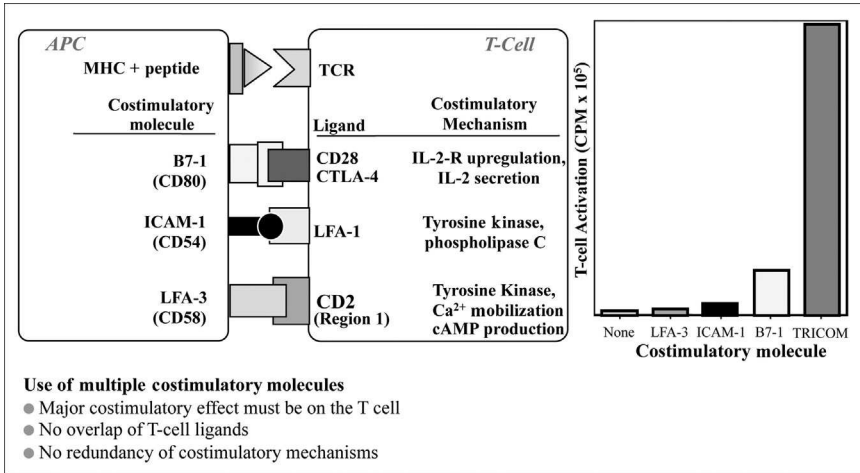 APC
T-Cell
MHC + peptide
TCR
Costimulatory
molecule
Ligand
Costimulatory
Mechanism
B7-1
(CD80)
CD28
CTLA-4
IL-2-R upregulation,
IL-2 secretion
ICAM-1
(CD54)
LFA-1
Tyrosine kinase,
phospholipase C
LFA-3
(CD58)
CD2
(Region 1)
Tyrosine Kinase,
Ca²⁺ mobilization
cAMP production
T-cell Activation (CPM x 10⁵)
None LFA-3 ICAM-1 B7-1 TRICOM
Costimulatory molecule
Use of multiple costimulatory molecules
Major costimulatory effect must be on the T cell
No overlap of T-cell ligands
No redundancy of costimulatory mechanisms